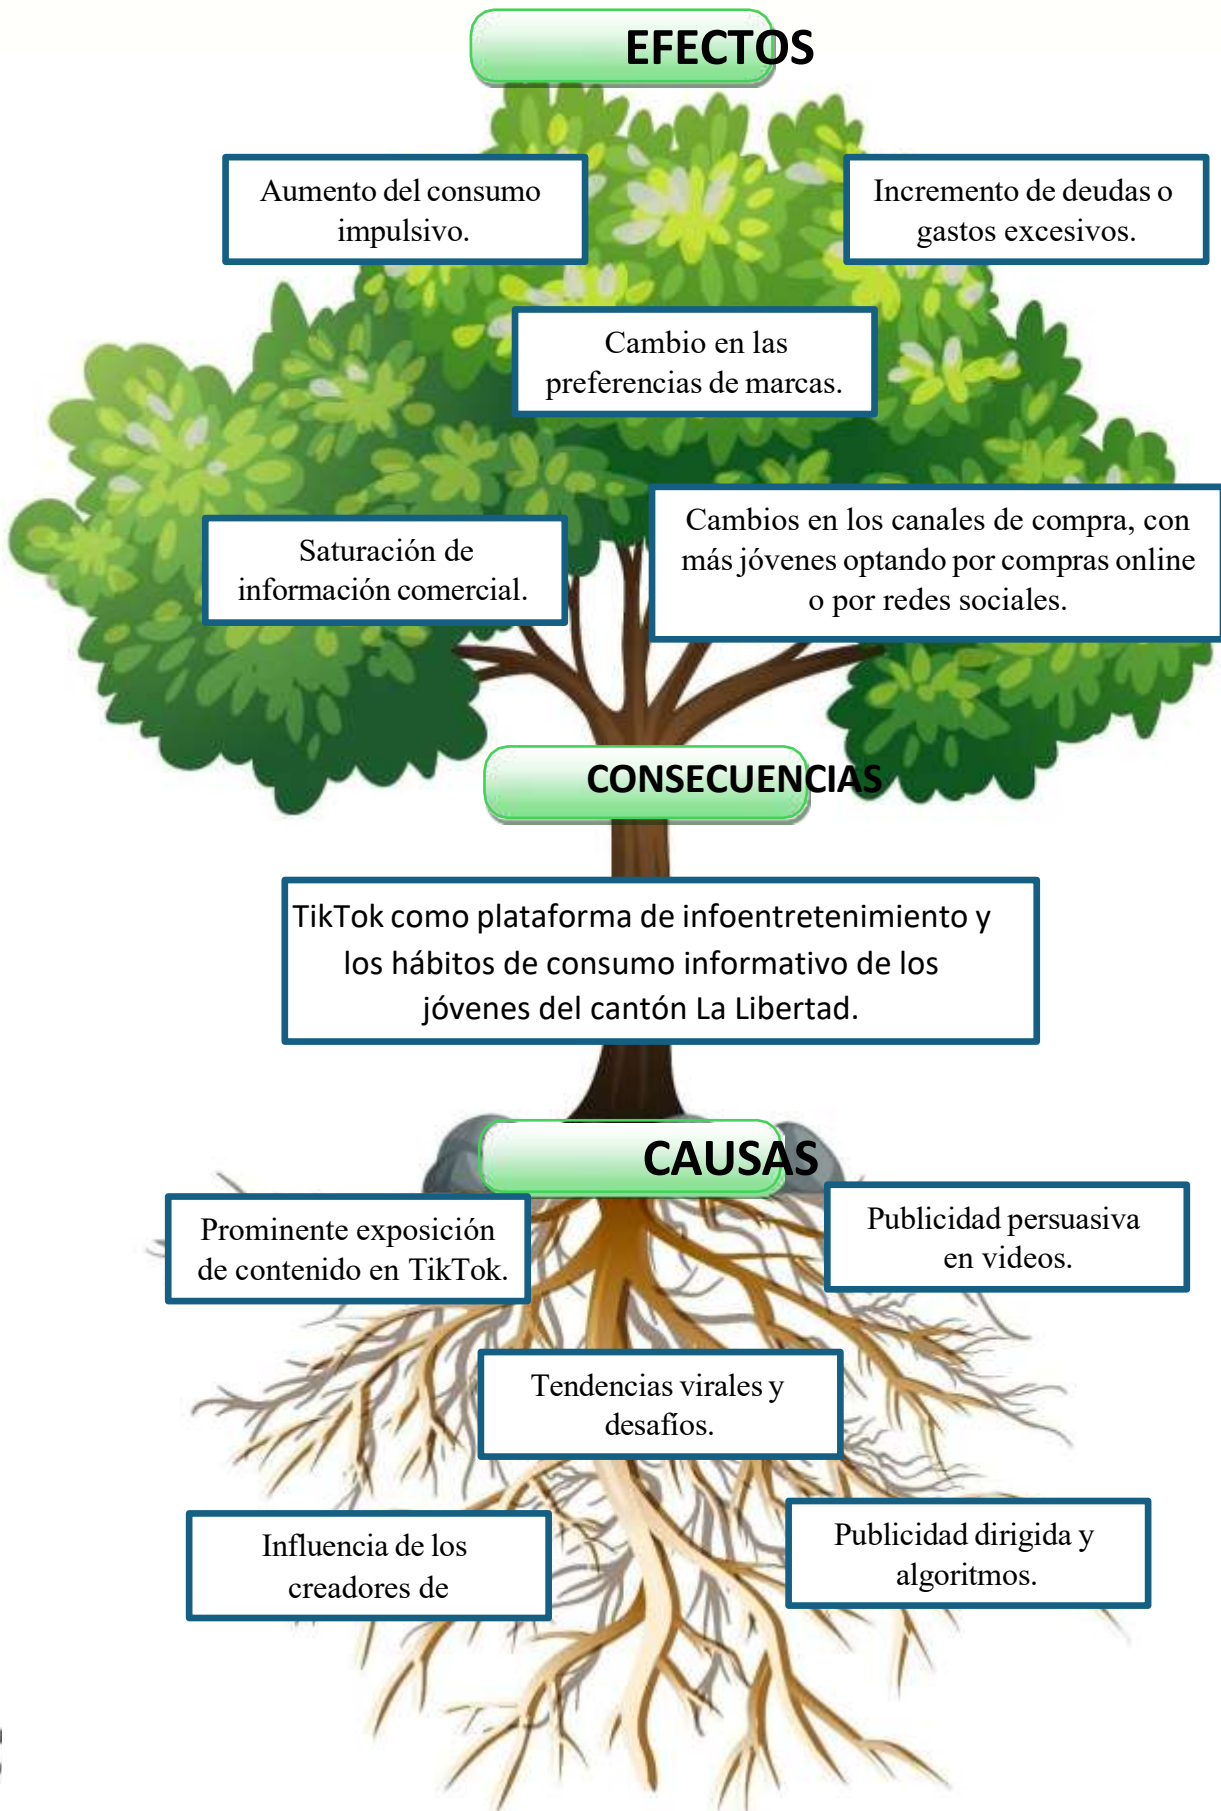 EFECTOS
Aumento del consumo
impulsivo.
Incremento de deudas o
gastos excesivos.
Cambio en las
preferencias de marcas.
Saturación de
información comercial.
Cambios en los canales de compra, con
más jóvenes optando por compras online
o por redes sociales.
CONSECUENCIAS
TikTok como plataforma de infoentretenimiento y
los hábitos de consumo informativo de los
jóvenes del cantón La Libertad.
CAUSAS
Prominente exposición
de contenido en TikTok.
Publicidad persuasiva
en videos.
Tendencias virales y
desafíos.
Influencia de los
creadores de
Publicidad dirigida y
algoritmos.